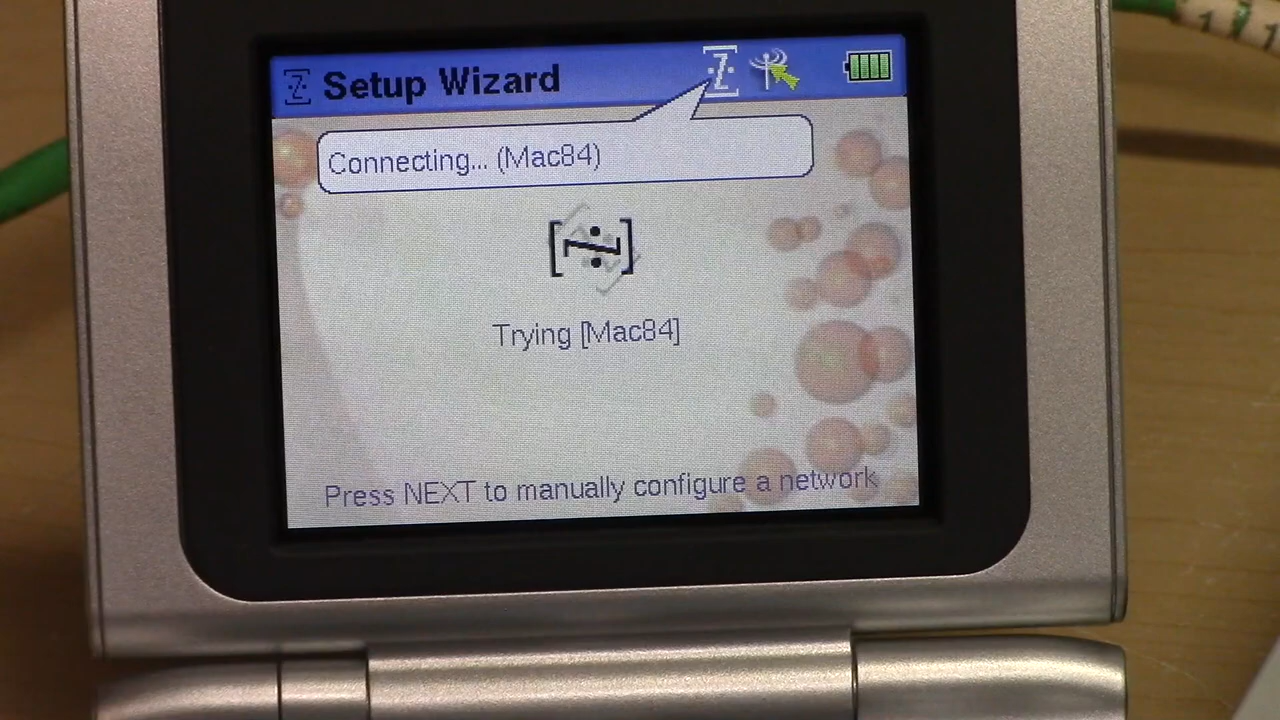 Setup Wizard
Connecting... (Mac84)
Trying [Mac84]
Press NEXT to manually configure a network